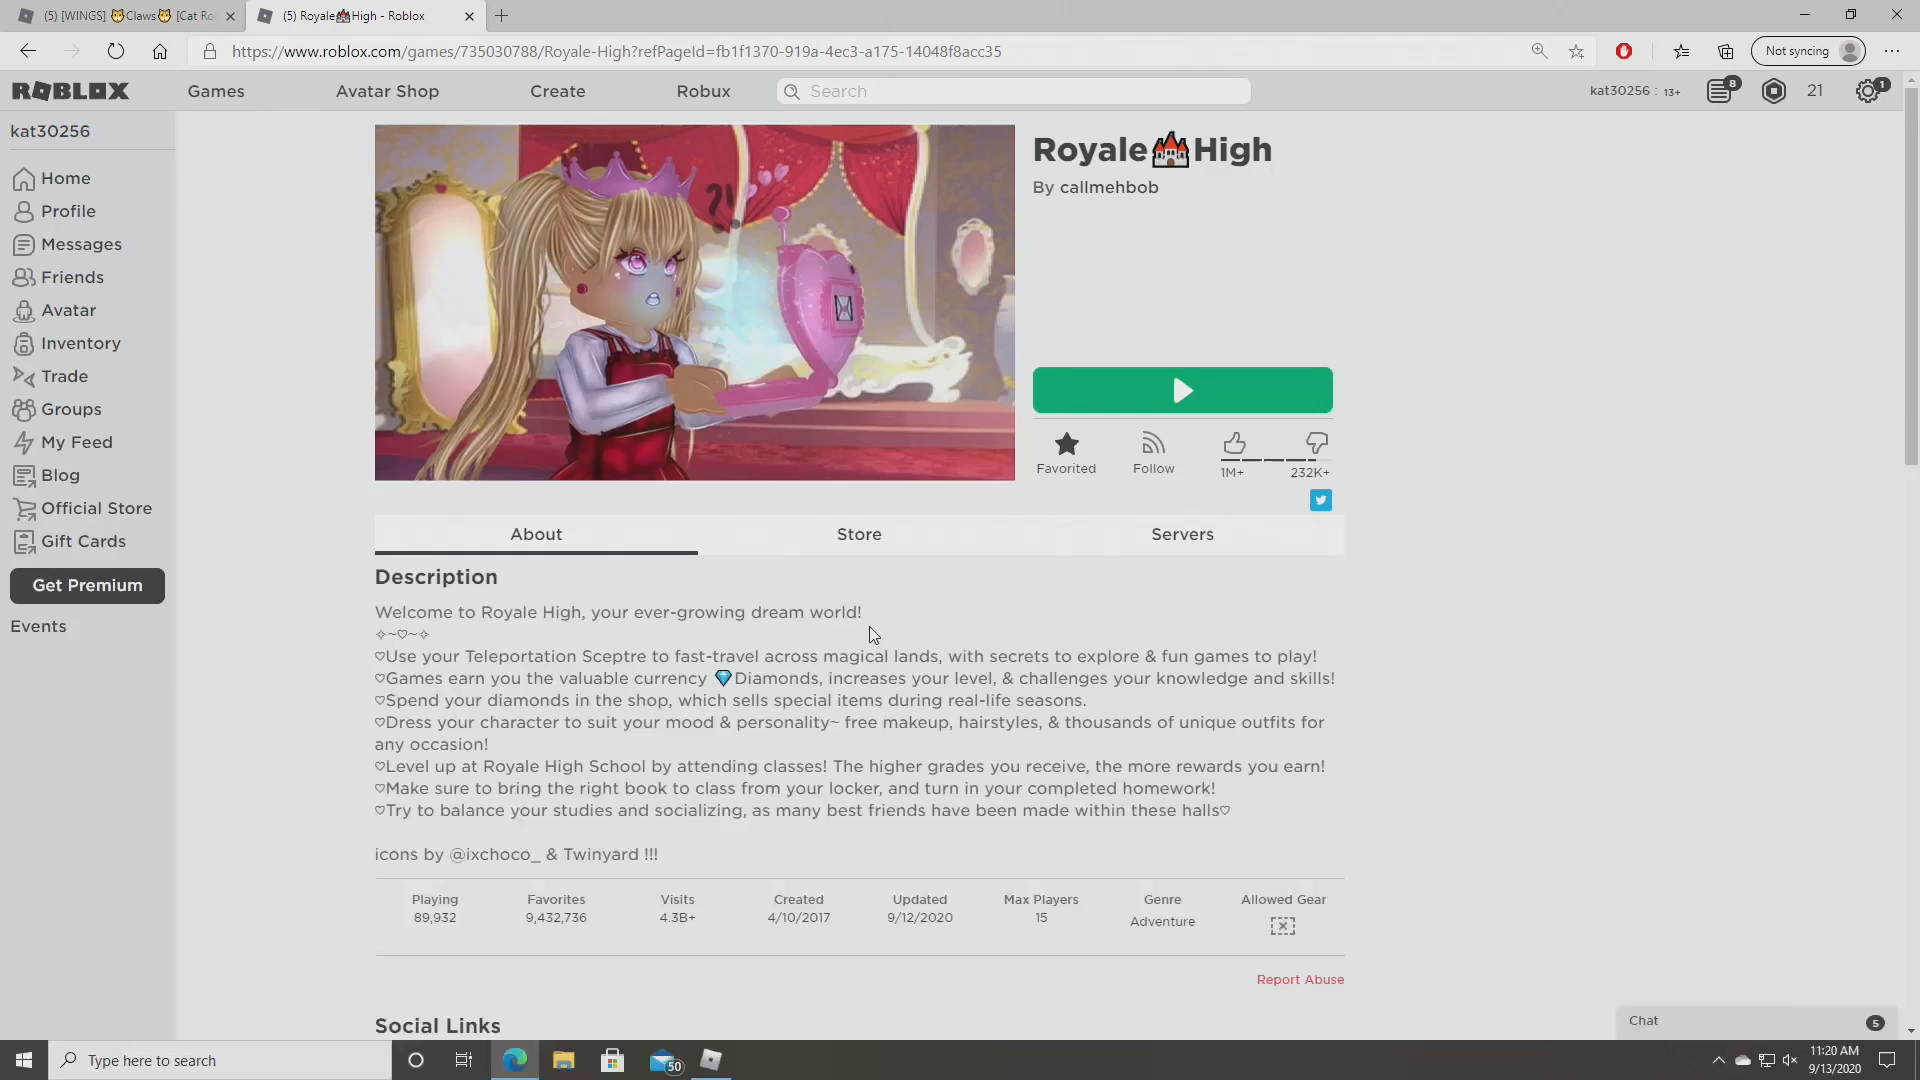 (5) [WINGS] 🐱Claws🐱 [Cat Ro
(5) Royale🏰High - Roblox
https://www.roblox.com/games/735030788/Royale-High?refPageId=fb1f1370-919a-4ec3-a175-14048f8acc35
Not syncing
ROBLOX
Games
Avatar Shop
Create
Robux
Search
kat30256 : 13+
8
21
1
kat30256
Home
Profile
Messages
Friends
Avatar
Inventory
Trade
Groups
My Feed
Blog
Official Store
Gift Cards
Get Premium
Events
?!
Royale🏰High
By callmehbob
Favorited
Follow
1M+
232K+
About
Store
Servers
Description
Welcome to Royale High, your ever-growing dream world!
✧~♡~✧
♡Use your Teleportation Sceptre to fast-travel across magical lands, with secrets to explore & fun games to play!
♡Games earn you the valuable currency 💎Diamonds, increases your level, & challenges your knowledge and skills!
♡Spend your diamonds in the shop, which sells special items during real-life seasons.
♡Dress your character to suit your mood & personality~ free makeup, hairstyles, & thousands of unique outfits for
any occasion!
♡Level up at Royale High School by attending classes! The higher grades you receive, the more rewards you earn!
♡Make sure to bring the right book to class from your locker, and turn in your completed homework!
♡Try to balance your studies and socializing, as many best friends have been made within these halls♡
icons by @ixchoco_ & Twinyard !!!
Playing Favorites Visits Created Updated Max Players Genre Allowed Gear
89,932 9,432,736 4.3B+ 4/10/2017 9/12/2020 15 Adventure
Report Abuse
Social Links
Chat
5
Type here to search
50
11:20 AM
9/13/2020